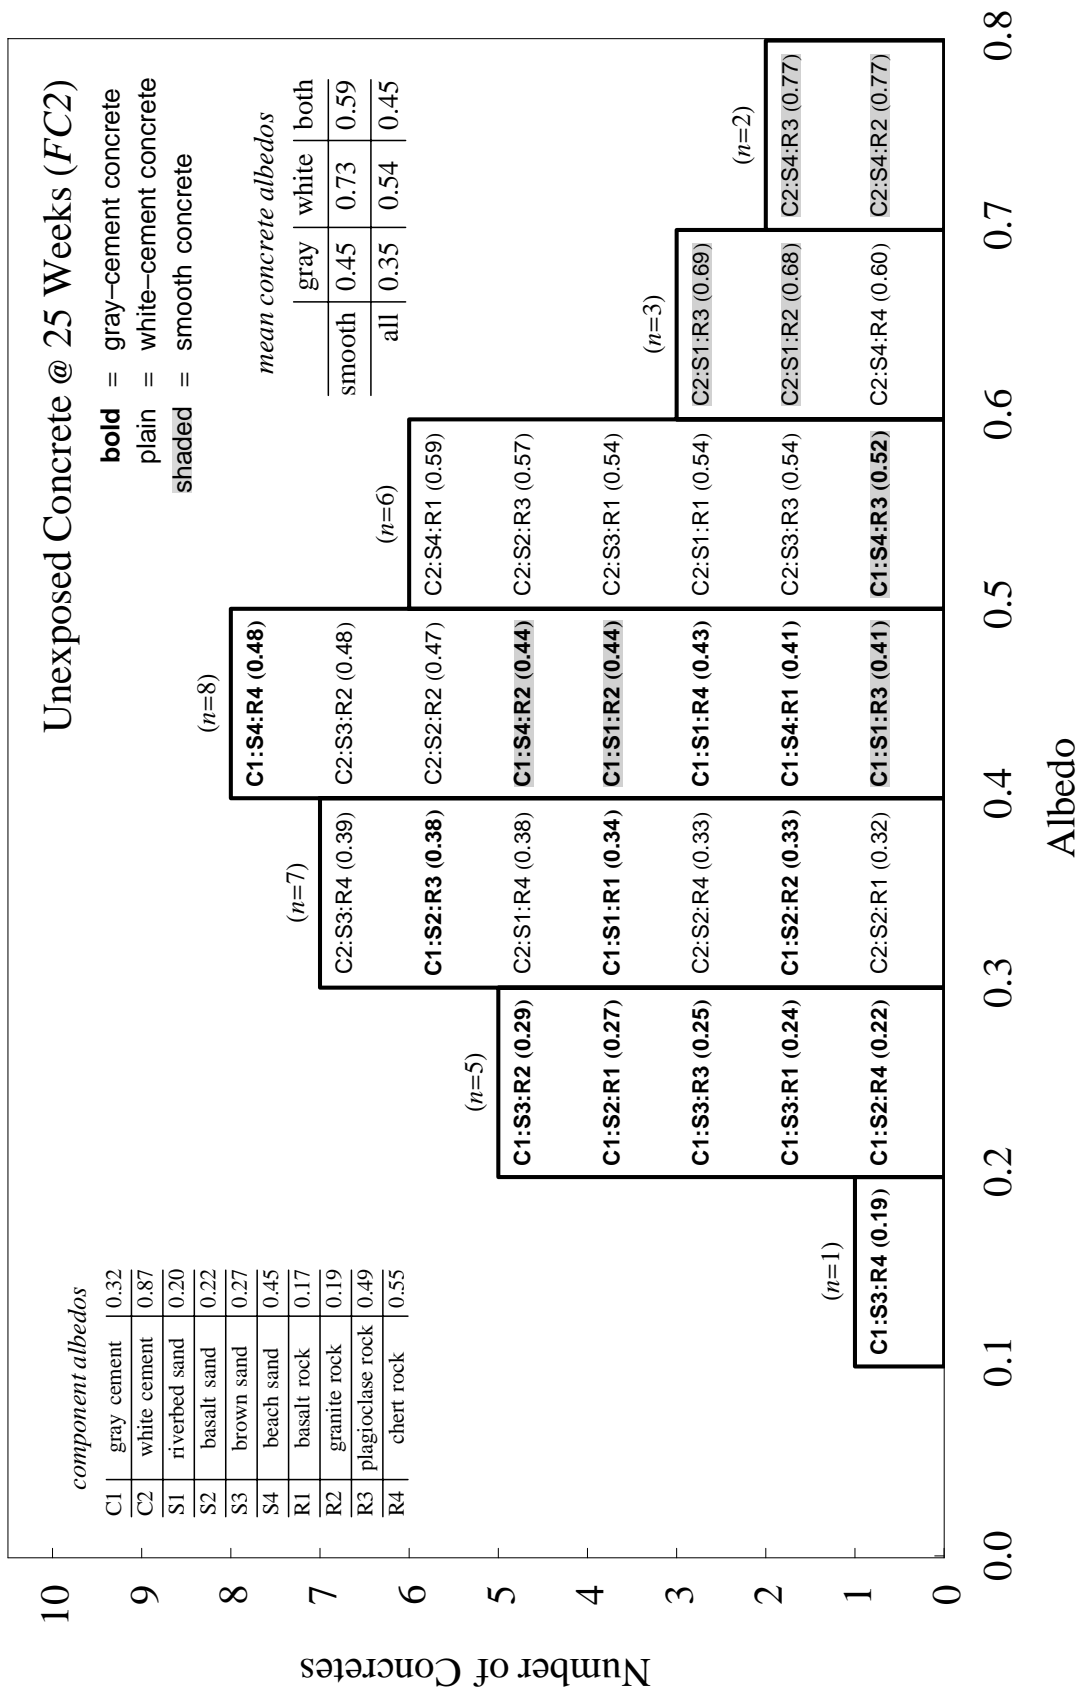 Unexposed Concrete @ 25 Weeks (FC2)
bold = gray–cement concrete
plain = white–cement concrete
shaded = smooth concrete
component albedos
C1 gray cement 0.32
C2 white cement 0.87
S1 riverbed sand 0.20
S2 basalt sand 0.22
S3 brown sand 0.27
S4 beach sand 0.45
R1 basalt rock 0.17
R2 granite rock 0.19
R3 plagioclase rock 0.49
R4 chert rock 0.55
mean concrete albedos
gray white both
smooth 0.45 0.73 0.59
all 0.35 0.54 0.45
(n=1)
C1:S3:R4 (0.19)
(n=5)
C1:S3:R2 (0.29)
C1:S2:R1 (0.27)
C1:S3:R3 (0.25)
C1:S3:R1 (0.24)
C1:S2:R4 (0.22)
(n=7)
C2:S3:R4 (0.39)
C1:S2:R3 (0.38)
C2:S1:R4 (0.38)
C1:S1:R1 (0.34)
C2:S2:R4 (0.33)
C1:S2:R2 (0.33)
C2:S2:R1 (0.32)
(n=8)
C1:S4:R4 (0.48)
C2:S3:R2 (0.48)
C2:S2:R2 (0.47)
C1:S4:R2 (0.44)
C1:S1:R2 (0.44)
C1:S1:R4 (0.43)
C1:S4:R1 (0.41)
C1:S1:R3 (0.41)
(n=6)
C2:S4:R1 (0.59)
C2:S2:R3 (0.57)
C2:S3:R1 (0.54)
C2:S1:R1 (0.54)
C2:S3:R3 (0.54)
C1:S4:R3 (0.52)
(n=3)
C2:S1:R3 (0.69)
C2:S1:R2 (0.68)
C2:S4:R4 (0.60)
(n=2)
C2:S4:R3 (0.77)
C2:S4:R2 (0.77)
10
9
8
7
6
5
4
3
2
1
0
Number of Concretes
0.0 0.1 0.2 0.3 0.4 0.5 0.6 0.7 0.8
Albedo